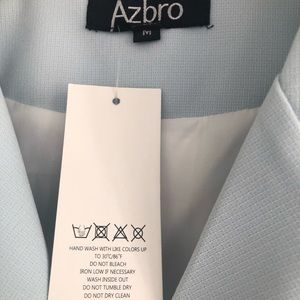 Azbro
M
HAND WASH WITH LIKE COLORS UP
TO 30°C/86°F
DO NOT BLEACH
IRON LOW IF NECESSARY
WASH INSIDE OUT
DO NOT TUMBLE DRY
DO NOT DRY CLEAN